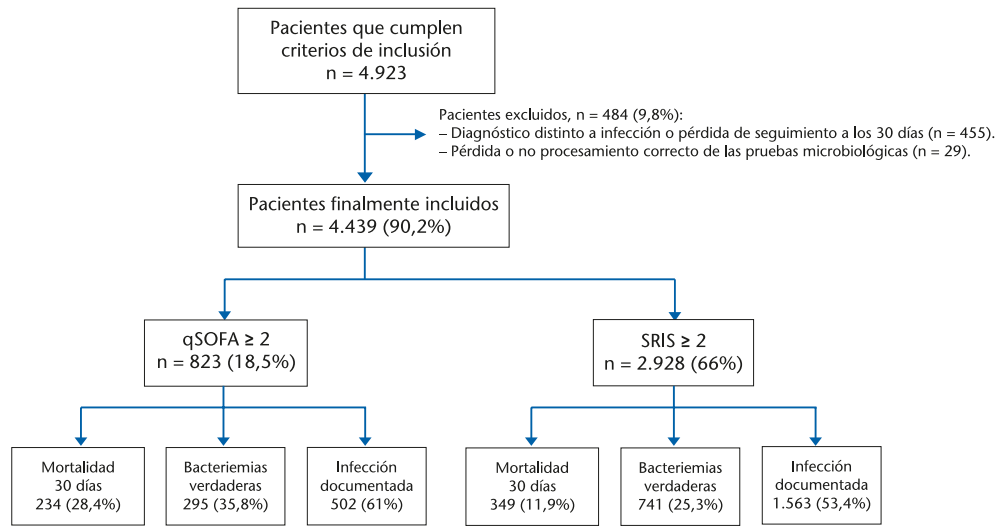 Pacientes que cumplen
criterios de inclusión
n = 4.923
Pacientes excluidos, n = 484 (9,8%):
– Diagnóstico distinto a infección o pérdida de seguimiento a los 30 días (n = 455).
– Pérdida o no procesamiento correcto de las pruebas microbiológicas (n = 29).
Pacientes finalmente incluidos
n = 4.439 (90,2%)
qSOFA ≥ 2
n = 823 (18,5%)
SRIS ≥ 2
n = 2.928 (66%)
Mortalidad
30 días
234 (28,4%)
Bacteriemias
verdaderas
295 (35,8%)
Infección
documentada
502 (61%)
Mortalidad
30 días
349 (11,9%)
Bacteriemias
verdaderas
741 (25,3%)
Infección
documentada
1.563 (53,4%)